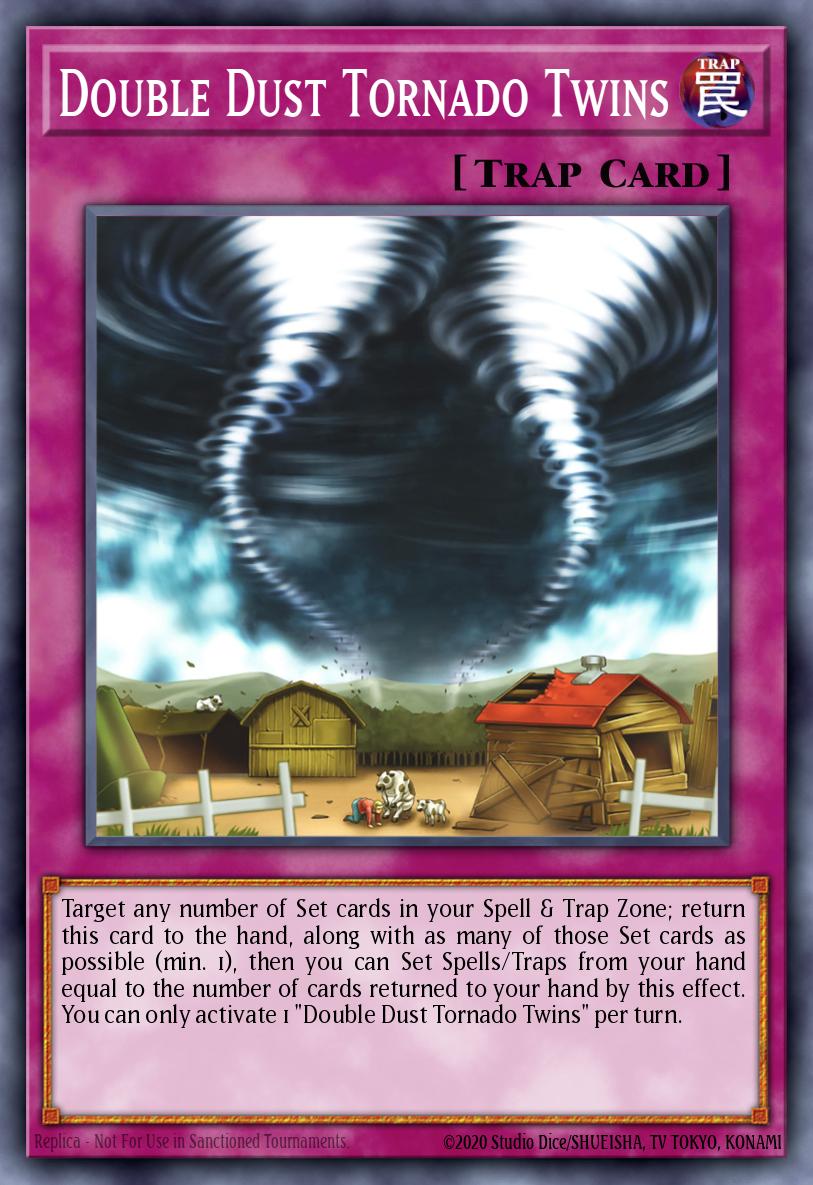 Double Dust Tornado Twins
TRAP
罠
[Trap Card]
Target any number of Set cards in your Spell & Trap Zone; return
this card to the hand, along with as many of those Set cards as
possible (min. 1), then you can Set Spells/Traps from your hand
equal to the number of cards returned to your hand by this effect.
You can only activate 1 "Double Dust Tornado Twins" per turn.
Replica - Not For Use in Sanctioned Tournaments.
©2020 Studio Dice/SHUEISHA, TV TOKYO, KONAMI